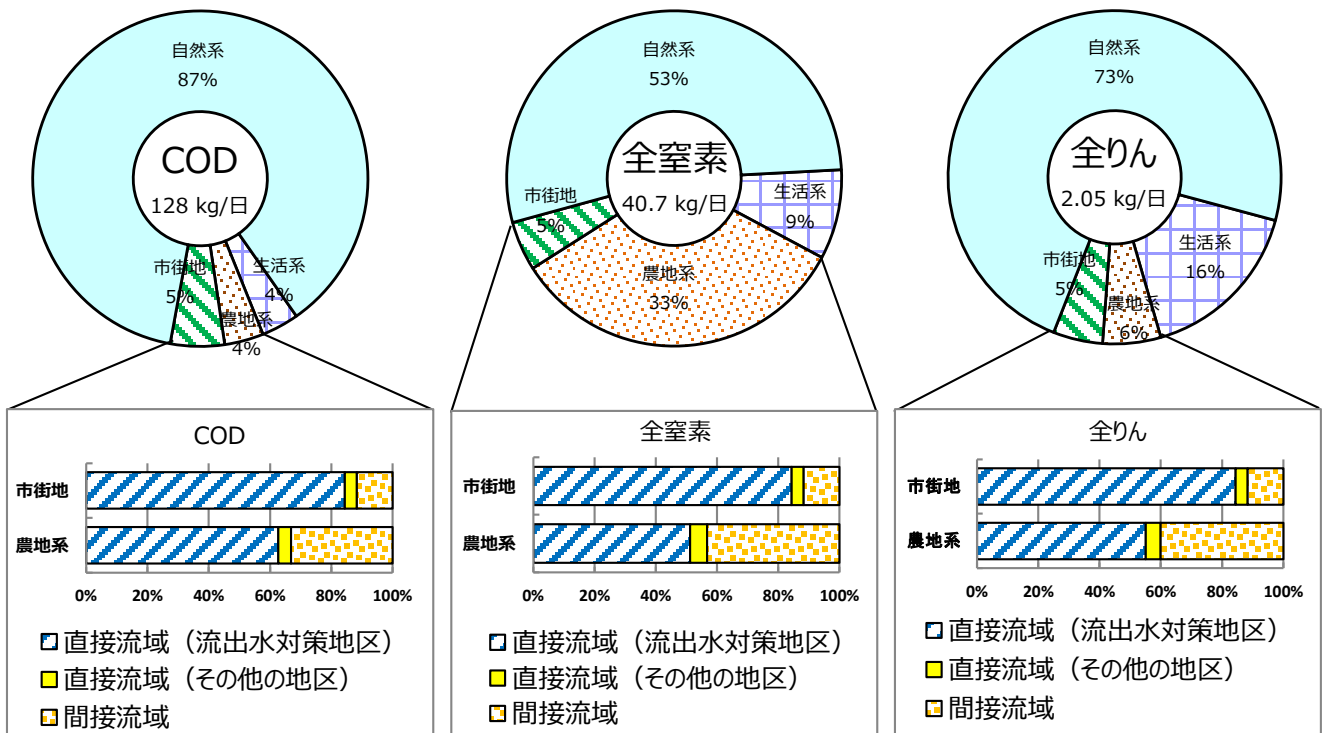 自然系
87%
COD
128 kg/日
市街地
5%
農地系
4%
生活系
4%
自然系
53%
全窒素
40.7 kg/日
市街地
5%
農地系
33%
生活系
9%
自然系
73%
全りん
2.05 kg/日
市街地
5%
農地系
6%
生活系
16%
COD
市街地
農地系
0% 20% 40% 60% 80% 100%
直接流域（流出水対策地区）
直接流域（その他の地区）
間接流域
全窒素
市街地
農地系
0% 20% 40% 60% 80% 100%
直接流域（流出水対策地区）
直接流域（その他の地区）
間接流域
全りん
市街地
農地系
0% 20% 40% 60% 80% 100%
直接流域（流出水対策地区）
直接流域（その他の地区）
間接流域